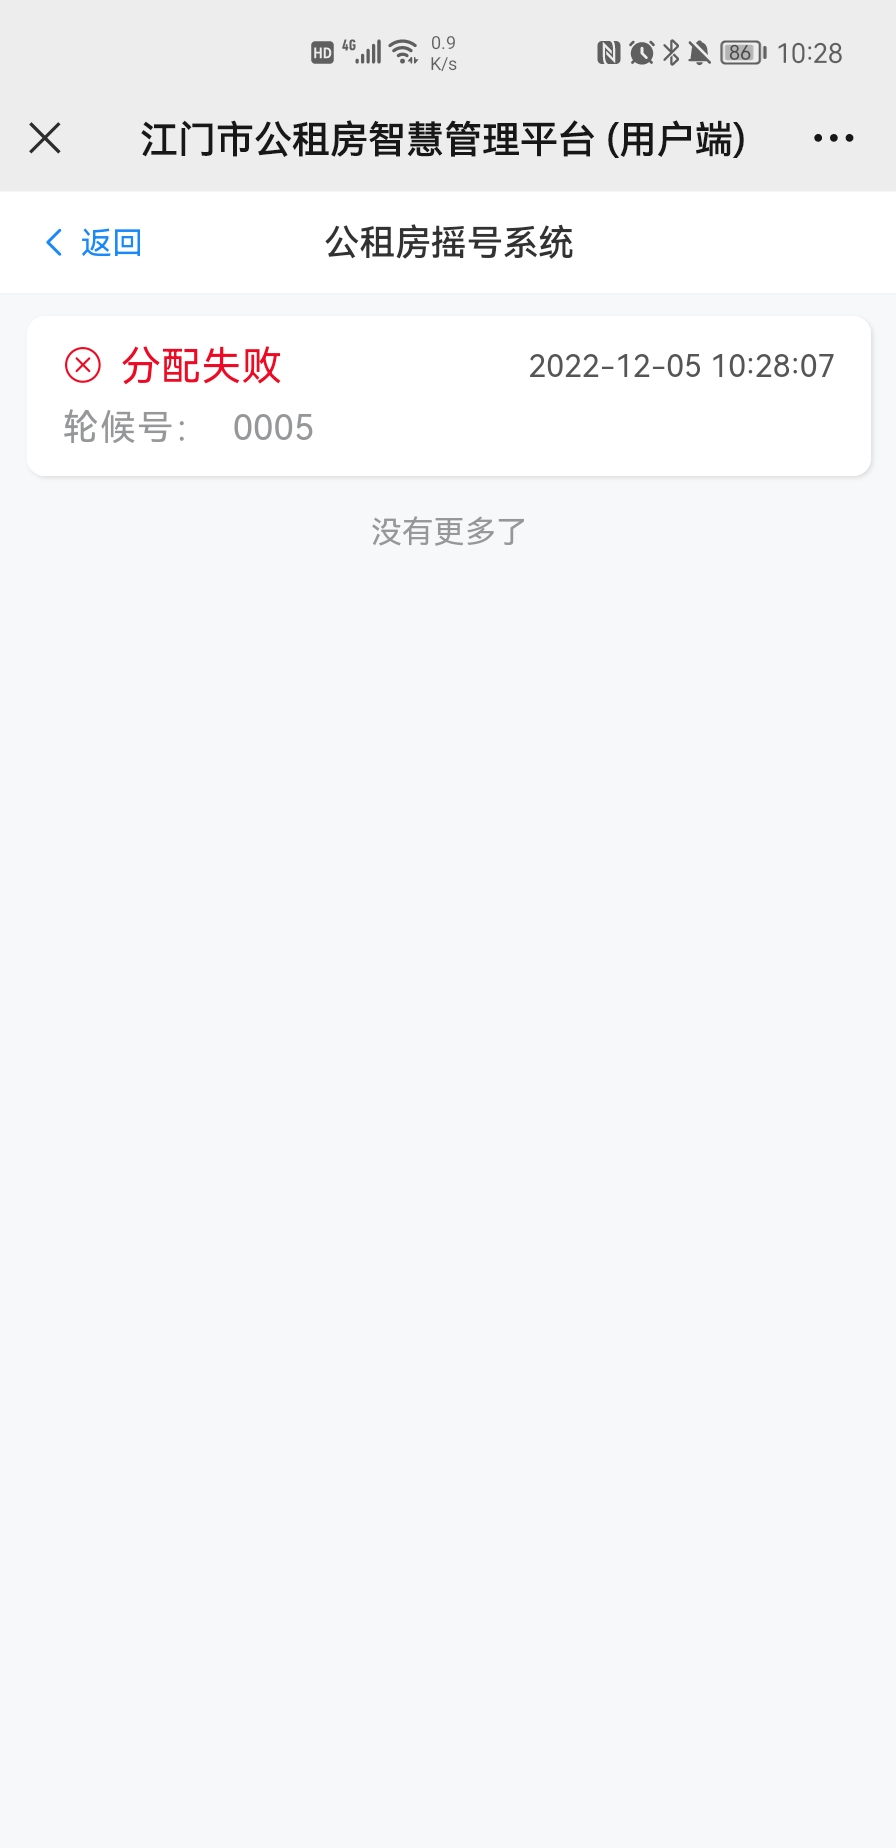 HD 4G 0.9 K/s 86 10:28
江门市公租房智慧管理平台 (用户端)
返回 公租房摇号系统
分配失败 2022-12-05 10:28:07
轮候号: 0005
没有更多了